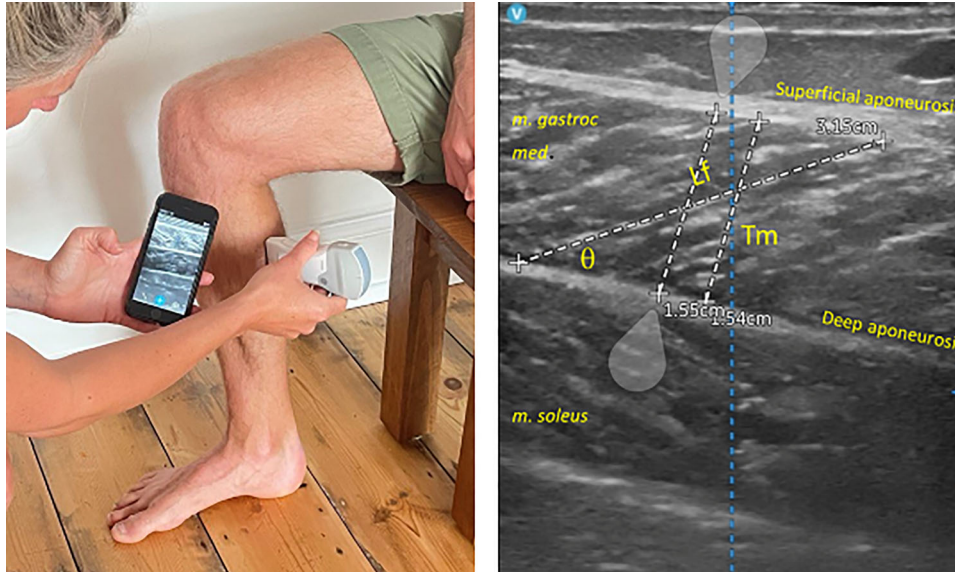 V
Superficial aponeurosi
m. gastroc
med.
3.15cm
Lf
Tm
θ
1.55cm
1.54cm
Deep aponeurosi
m. soleus